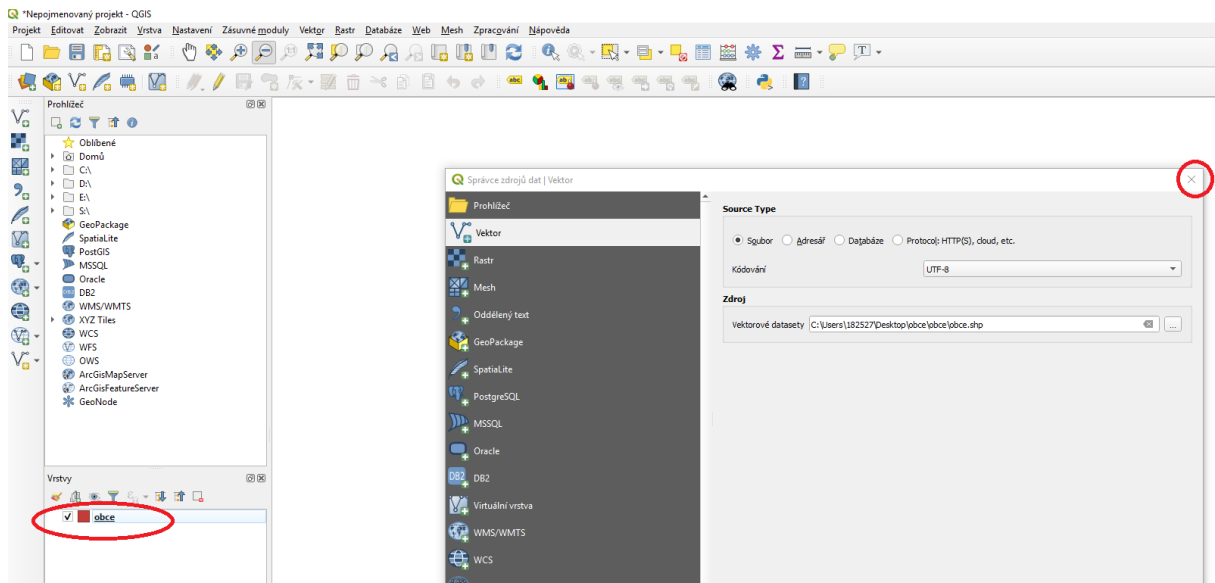 *Nepojmenovaný projekt - QGIS
Projekt Editovat Zobrazit Vrstva Nastavení Zásuvné moduly Vektor Rastr Databáze Web Mesh Zpracování Nápověda
Prohlížeč
Oblíbené
Domů
C:\
D:\
E:\
S:\
GeoPackage
SpatiaLite
PostGIS
MSSQL
Oracle
DB2
WMS/WMTS
XYZ Tiles
WCS
WFS
OWS
ArcGisMapServer
ArcGisFeatureServer
GeoNode
Vrstvy
obce
Správce zdrojů dat | Vektor
Prohlížeč
Vektor
Rastr
Mesh
Oddělený text
GeoPackage
SpatiaLite
PostgreSQL
MSSQL
Oracle
DB2 DB2
Virtuální vrstva
WMS/WMTS
WCS
Source Type
Soubor Adresář Databáze Protocol: HTTP(S), cloud, etc.
Kódování UTF-8
Zdroj
Vektorové datasety C:\Users\182527\Desktop\obce\obce\obce.shp ...